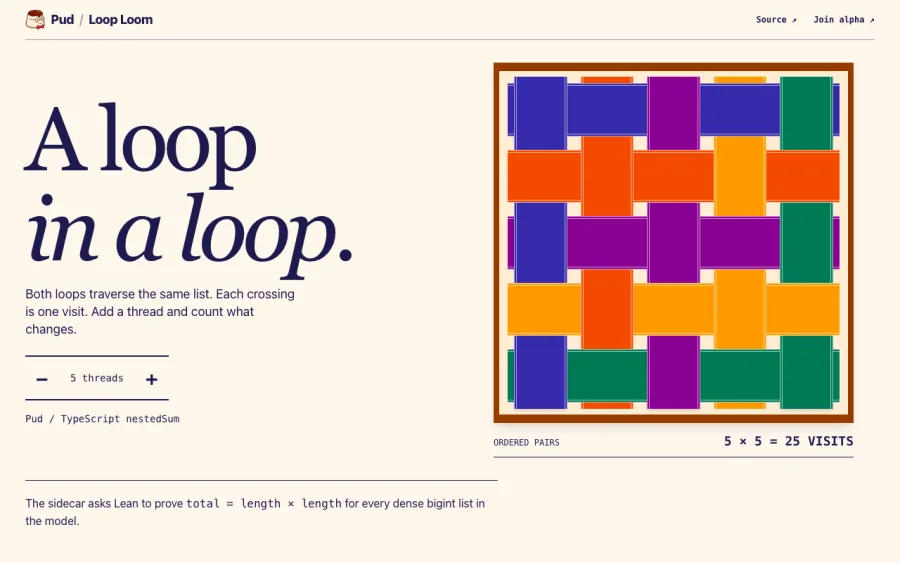 Pud / Loop Loom
Source ↗ Join alpha ↗
A loop
in a loop.
Both loops traverse the same list. Each crossing
is one visit. Add a thread and count what
changes.
− 5 threads +
Pud / TypeScript nestedSum
ORDERED PAIRS 5 × 5 = 25 VISITS
The sidecar asks Lean to prove total = length × length for every dense bigint list in
the model.